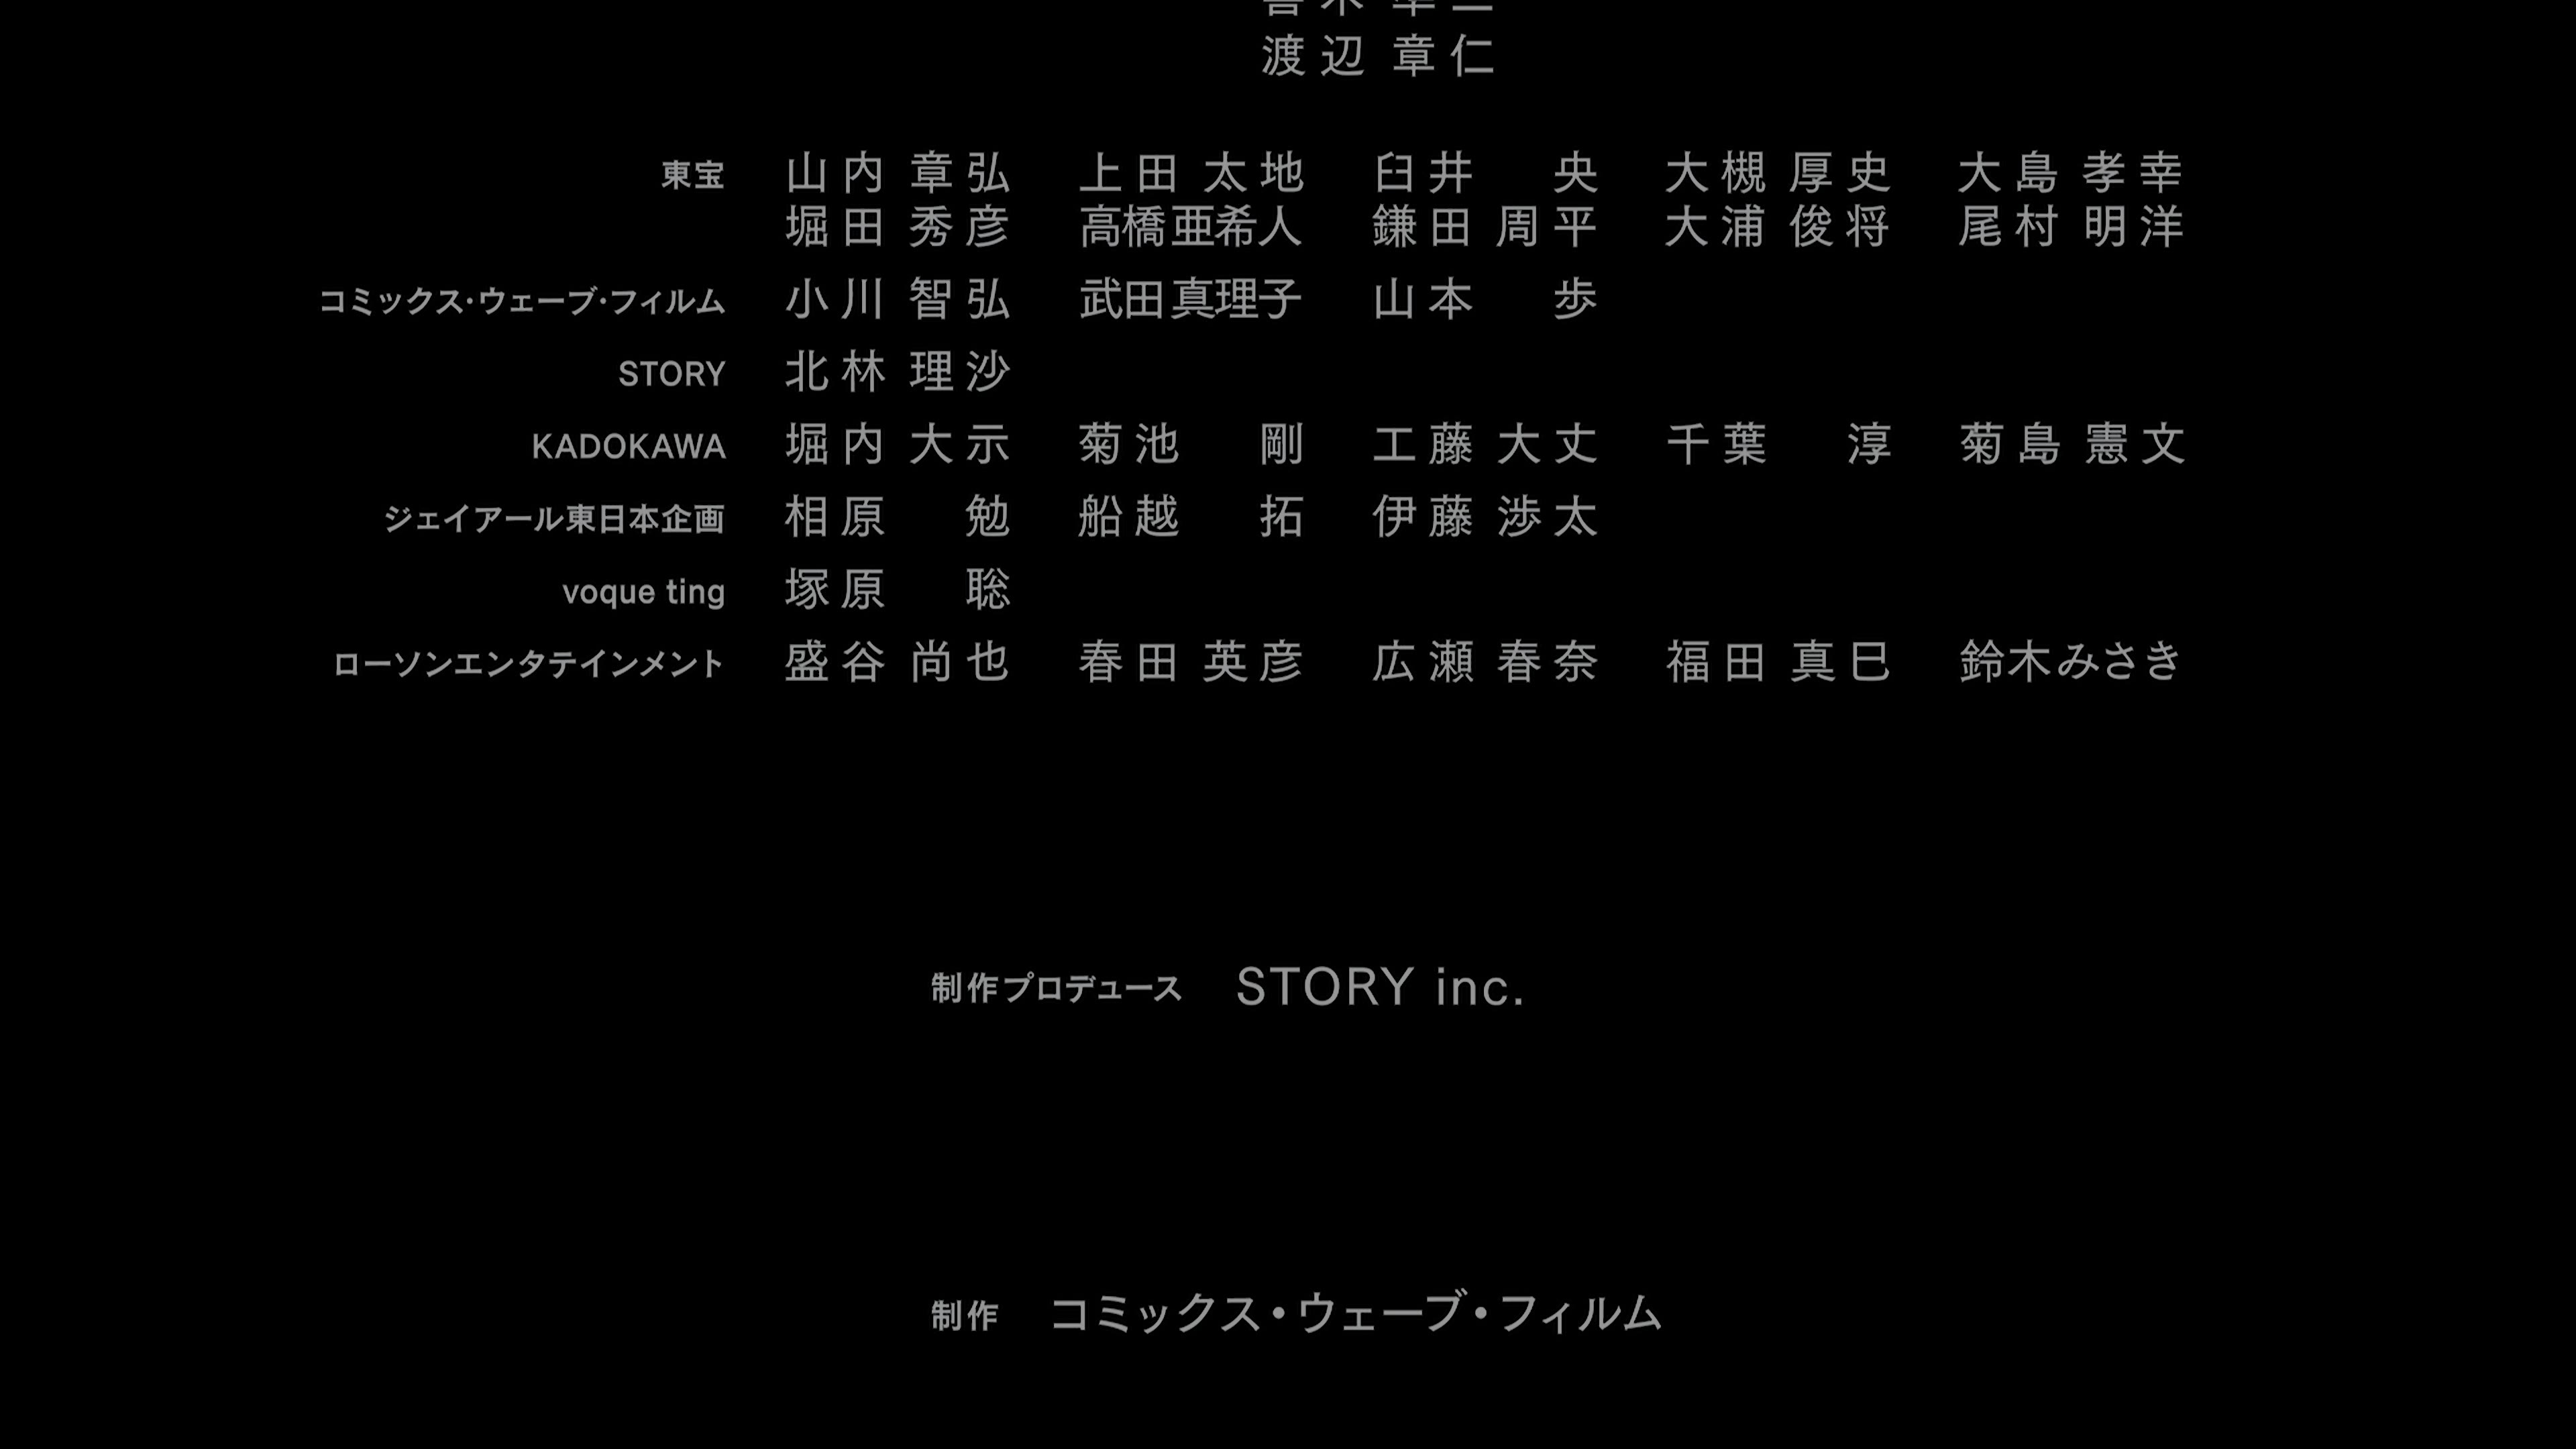 渡辺 章仁
東宝 山内 章弘 上田 太地 臼井 央 大槻 厚史 大島 孝幸
堀田 秀彦 高橋亜希人 鎌田 周平 大浦 俊将 尾村 明洋
コミックス・ウェーブ・フィルム 小川 智弘 武田真理子 山本 歩
STORY 北林 理沙
KADOKAWA 堀内 大示 菊池 剛 工藤 大丈 千葉 淳 菊島 憲文
ジェイアール東日本企画 相原 勉 船越 拓 伊藤 渉太
voque ting 塚原 聡
ローソンエンタテインメント 盛谷 尚也 春田 英彦 広瀬 春奈 福田 真巳 鈴木みさき
制作プロデュース STORY inc.
制作 コミックス・ウェーブ・フィルム